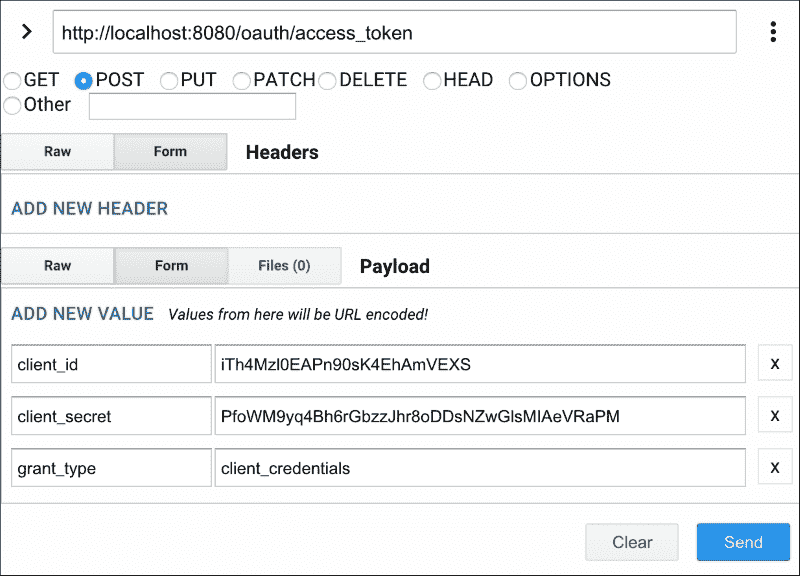 http://localhost:8080/oauth/access_token
GET POST PUT PATCH DELETE HEAD OPTIONS
Other
Raw Form Headers
ADD NEW HEADER
Raw Form Files (0) Payload
ADD NEW VALUE Values from here will be URL encoded!
client_id iTh4Mzl0EAPn90sK4EhAmVEXS X
client_secret PfoWM9yq4Bh6rGbzzJhr8oDDsNZwGlsMIAeVRaPM X
grant_type client_credentials X
Clear Send